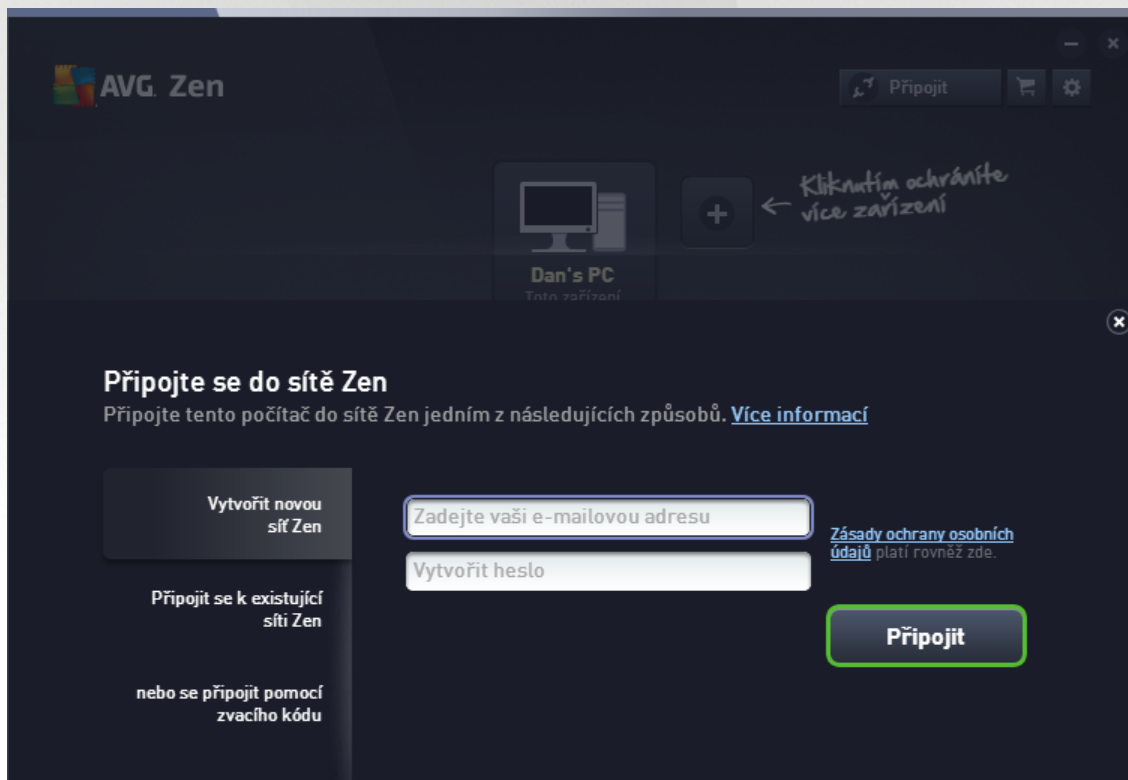 AVG. Zen
Připojit
Kliknutím ochráníte
více zařízení
Dan's PC
Toto zařízení
Připojte se do sítě Zen
Připojte tento počítač do sítě Zen jedním z následujících způsobů. Více informací
Vytvořit novou
síť Zen
Připojit se k existující
síti Zen
nebo se připojit pomocí
zvacího kódu
Zadejte vaši e-mailovou adresu
Vytvořit heslo
Zásady ochrany osobních
údajů platí rovněž zde.
Připojit